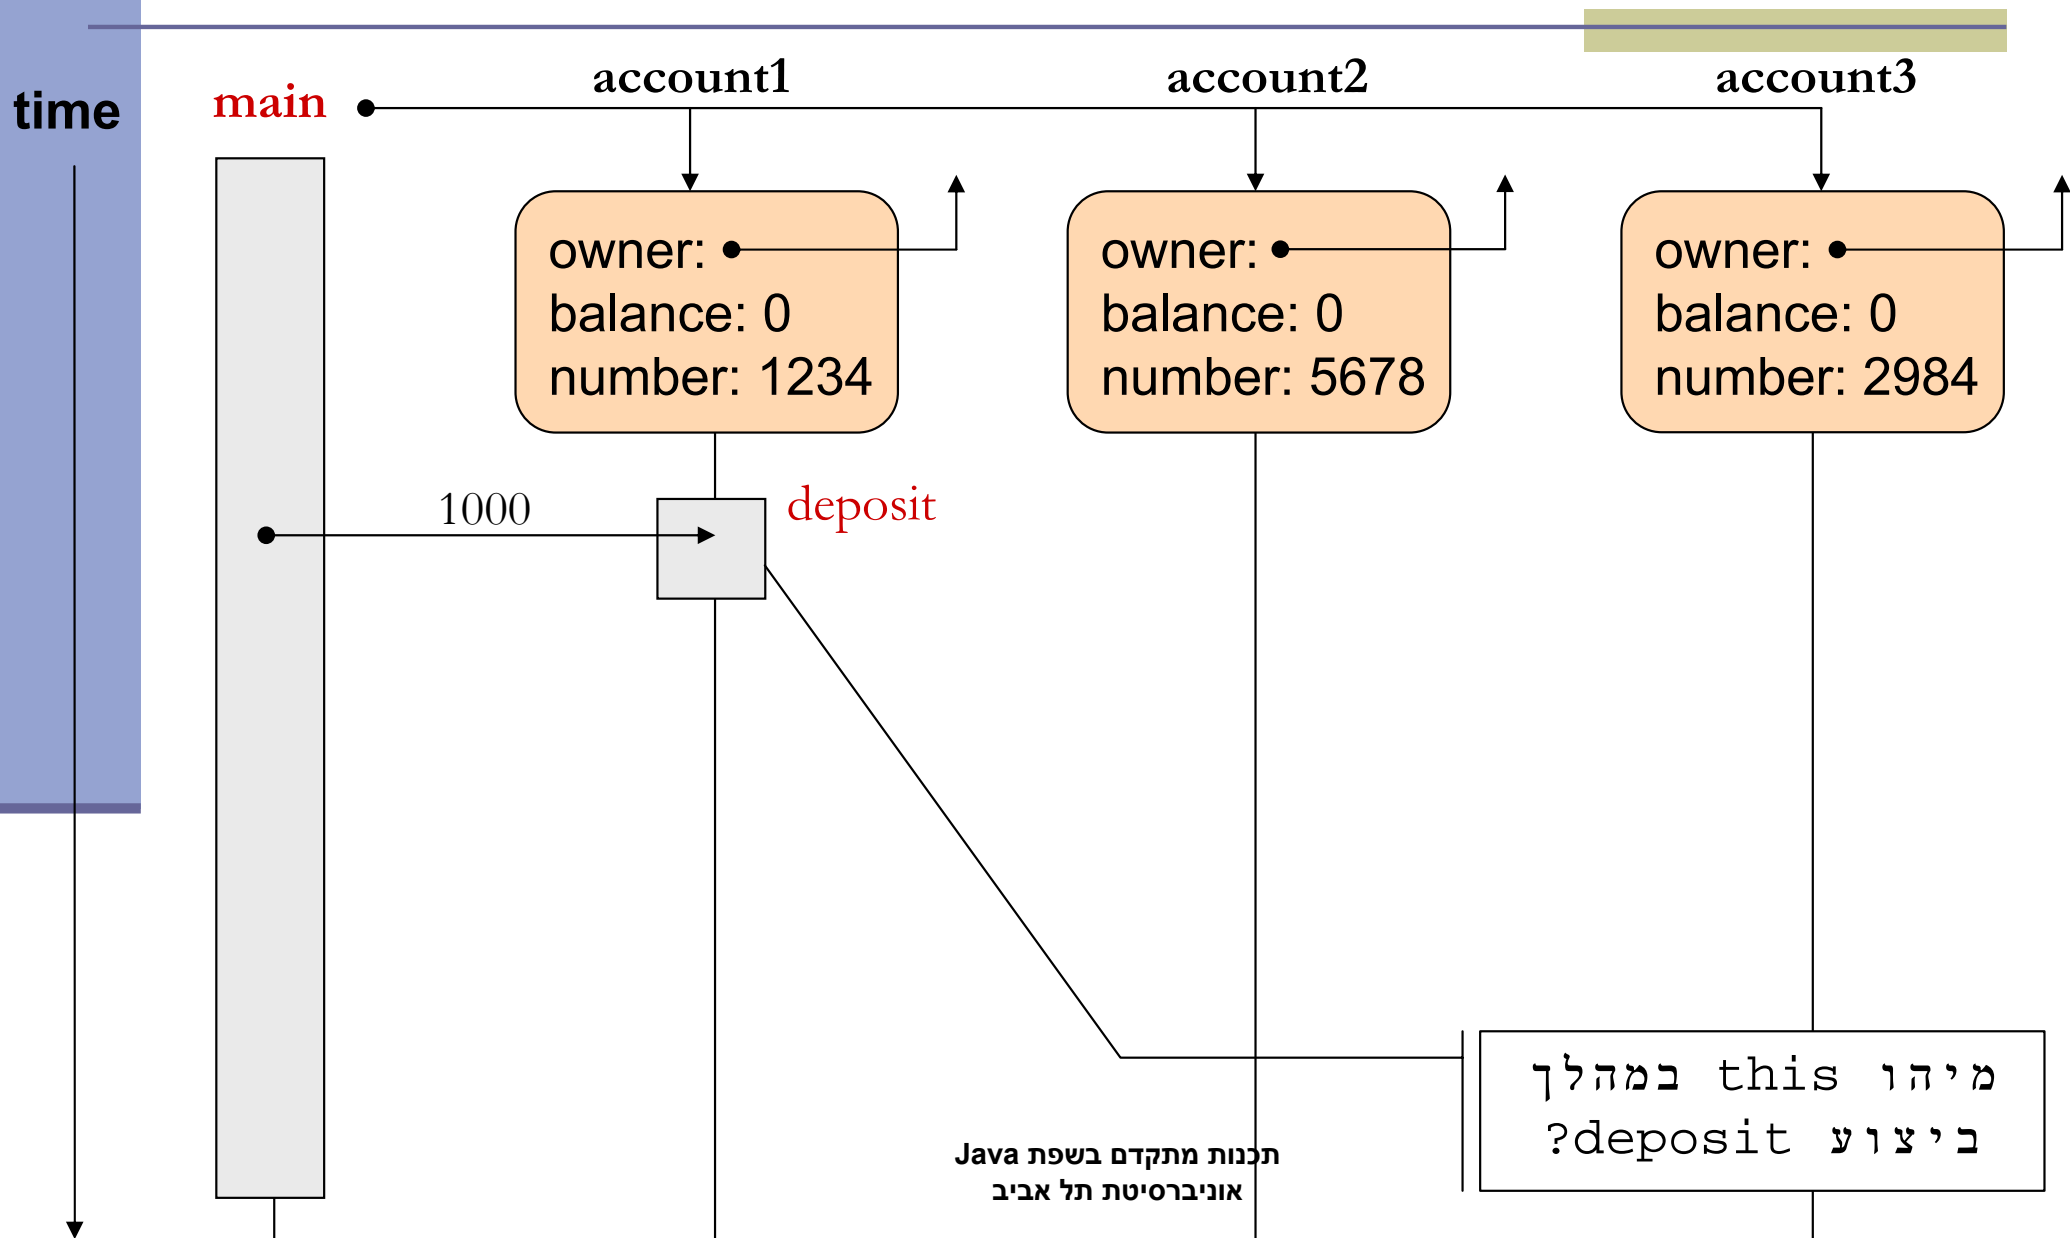 time
main
account1
account2
account3
owner:
balance: 0
number: 1234
owner:
balance: 0
number: 5678
owner:
balance: 0
number: 2984
1000
deposit
מיהו this במהלך
ביצוע deposit?
תכנות מתקדם בשפת Java
אוניברסיטת תל אביב